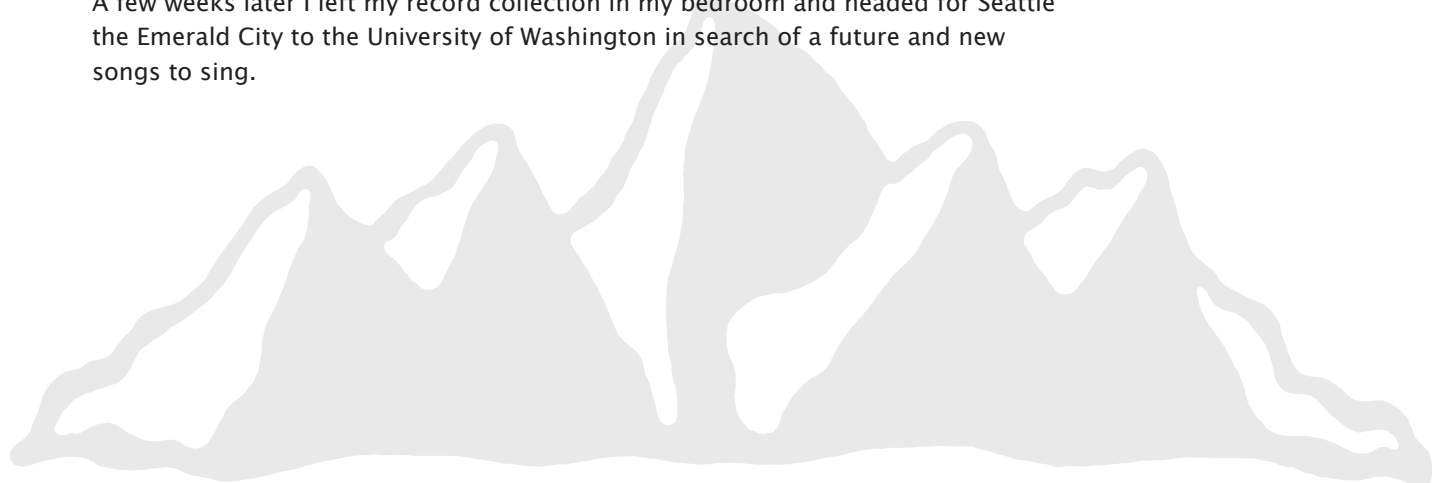 A few weeks later I left my record collection in my bedroom and headed for Seattle
the Emerald City to the University of Washington in search of a future and new
songs to sing.